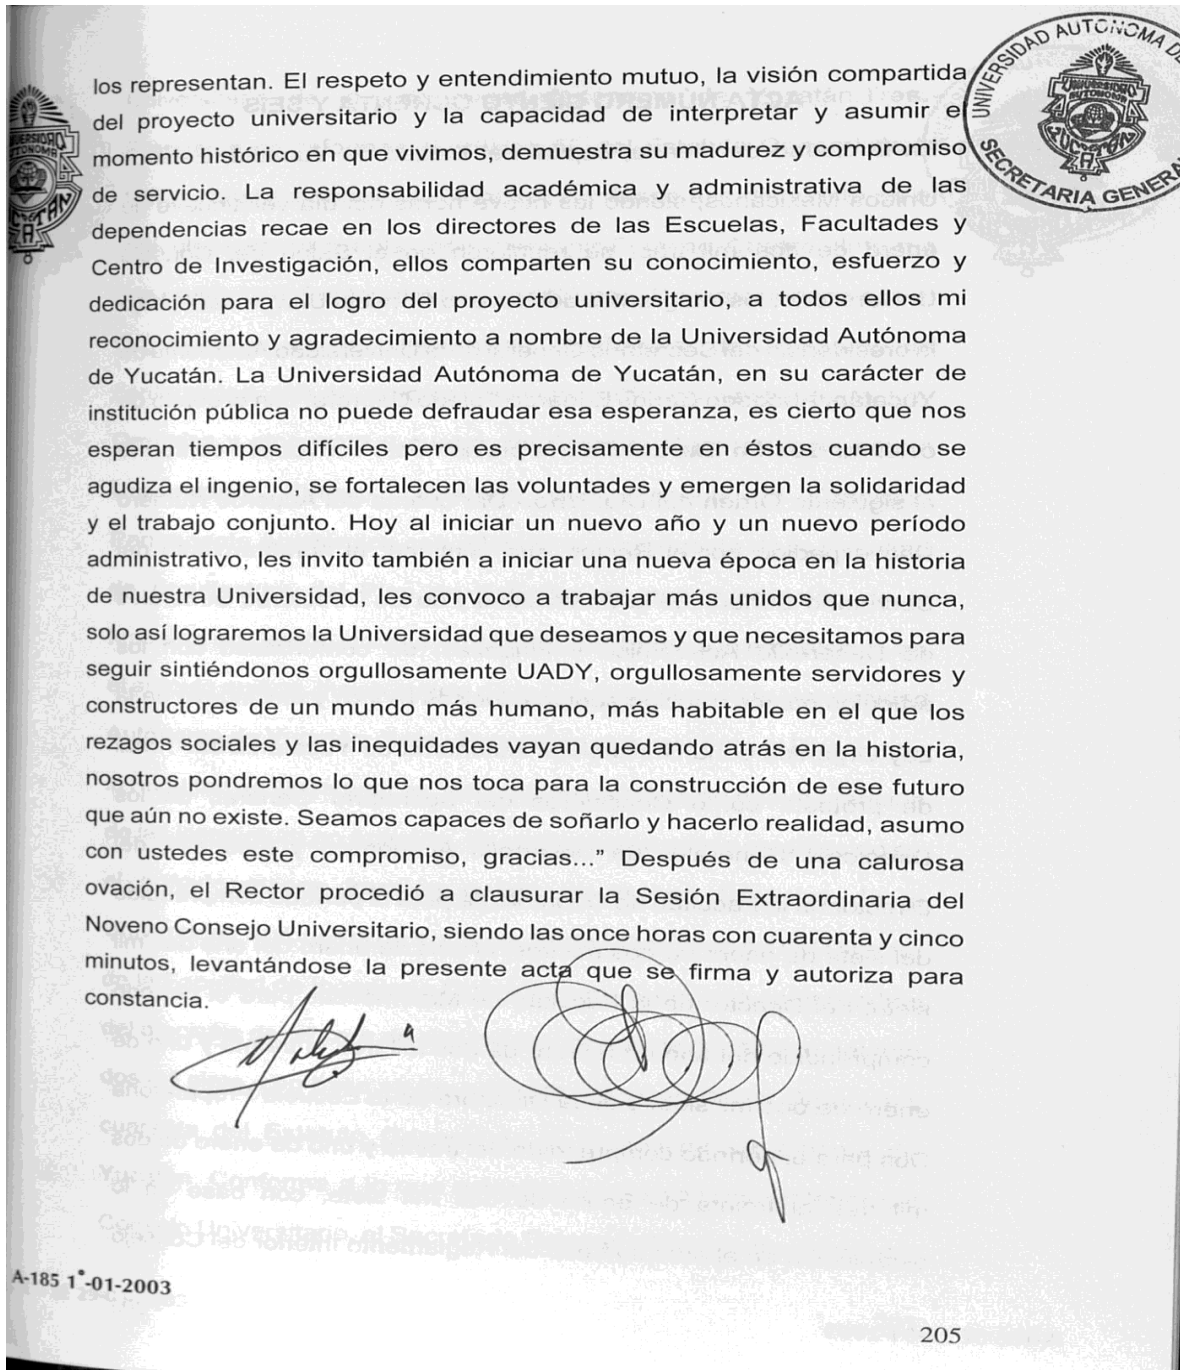 UNIVERSIDAD AUTONOMA DE
UNIVERSIDAD
AUTONOMA
YUCATAN
SECRETARIA GENERAL
los representan. El respeto y entendimiento mutuo, la visión compartida
del proyecto universitario y la capacidad de interpretar y asumir el
momento histórico en que vivimos, demuestra su madurez y compromiso
de servicio. La responsabilidad académica y administrativa de las
dependencias recae en los directores de las Escuelas, Facultades y
Centro de Investigación, ellos comparten su conocimiento, esfuerzo y
dedicación para el logro del proyecto universitario, a todos ellos mi
reconocimiento y agradecimiento a nombre de la Universidad Autónoma
de Yucatán. La Universidad Autónoma de Yucatán, en su carácter de
institución pública no puede defraudar esa esperanza, es cierto que nos
esperan tiempos difíciles pero es precisamente en éstos cuando se
agudiza el ingenio, se fortalecen las voluntades y emergen la solidaridad
y el trabajo conjunto. Hoy al iniciar un nuevo año y un nuevo período
administrativo, les invito también a iniciar una nueva época en la historia
de nuestra Universidad, les convoco a trabajar más unidos que nunca,
solo así lograremos la Universidad que deseamos y que necesitamos para
seguir sintiéndonos orgullosamente UADY, orgullosamente servidores y
constructores de un mundo más humano, más habitable en el que los
rezagos sociales y las inequidades vayan quedando atrás en la historia,
nosotros pondremos lo que nos toca para la construcción de ese futuro
que aún no existe. Seamos capaces de soñarlo y hacerlo realidad, asumo
con ustedes este compromiso, gracias..." Después de una calurosa
ovación, el Rector procedió a clausurar la Sesión Extraordinaria del
Noveno Consejo Universitario, siendo las once horas con cuarenta y cinco
minutos, levantándose la presente acta que se firma y autoriza para
constancia.
A-185 1°-01-2003
205